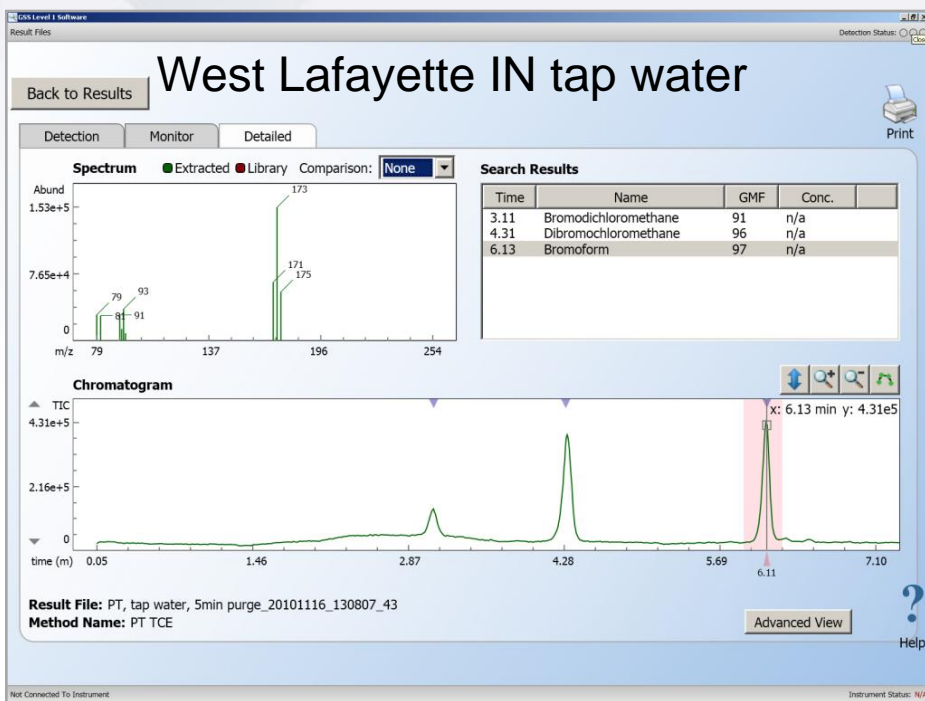 GSS Level 1 Software
Result Files
Detection Status:
West Lafayette IN tap water
Back to Results
Print
Detection Monitor Detailed
Spectrum Extracted Library Comparison: None
Search Results
Abund
1.53e+5
7.65e+4
0
173
171
175
79
93
81
91
m/z 79 137 196 254
Time Name GMF Conc.
3.11 Bromodichloromethane 91 n/a
4.31 Dibromochloromethane 96 n/a
6.13 Bromoform 97 n/a
Chromatogram
TIC
x: 6.13 min y: 4.31e5
4.31e+5
2.16e+5
0
time (m) 0.05 1.46 2.87 4.28 5.69 7.10
6.11
Result File: PT, tap water, 5min purge_20101116_130807_43
Method Name: PT TCE
Advanced View
Help
Not Connected To Instrument
Instrument Status: N/A